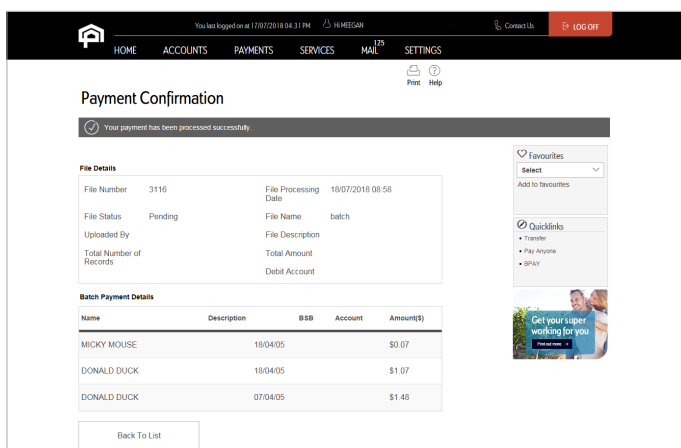 You last logged on at 17/07/2018 04:31 PM Hi MEEGAN Contact Us LOG OFF
HOME ACCOUNTS PAYMENTS SERVICES MAIL 125 SETTINGS
Print Help
Payment Confirmation
Your payment has been processed successfully.
File Details
File Number 3116 File Processing Date 18/07/2018 08:58
File Status Pending File Name batch
Uploaded By File Description
Total Number of Records Total Amount
Debit Account
Batch Payment Details
Name Description BSB Account Amount($)
MICKY MOUSE 18/04/05 $0.07
DONALD DUCK 18/04/05 $1.07
DONALD DUCK 07/04/05 $1.48
Back To List
Favourites
Select
Add to favourites
Quicklinks
• Transfer
• Pay Anyone
• BPAY
Get your super
working for you
Find out more